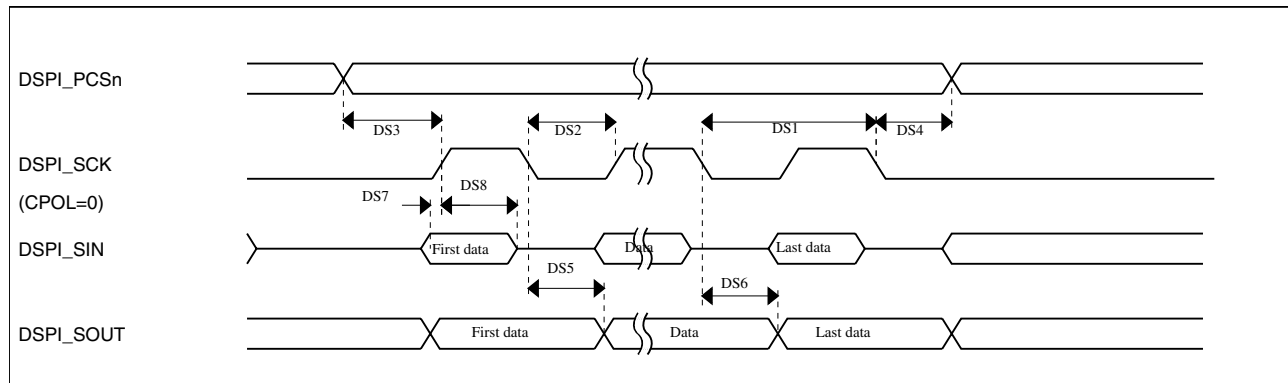 DSPI_PCSn
DS3
DS2
DS1
DS4
DSPI_SCK
(CPOL=0)
DS7
DS8
DSPI_SIN
First data
Data
Last data
DS5
DS6
DSPI_SOUT
First data
Data
Last data